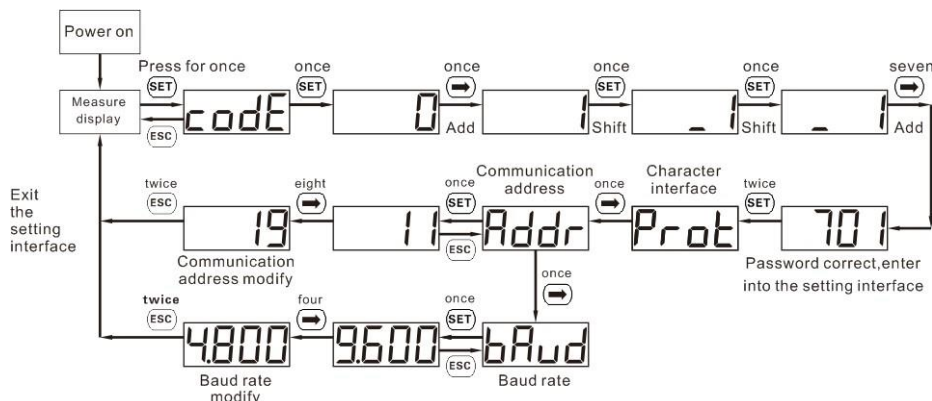 Power on
Press for once
once
once
once
once
seven
SET
SET
SET
SET
Measure
display
codE
0
1
_1
_ 1
ESC
Add
Shift
Shift
Add
Exit
the
setting
interface
twice
eight
once
Communication
address
once
Character
interface
twice
ESC
SET
SET
19
11
Addr
Prot
701
ESC
Communication
address modify
Password correct,enter
into the setting interface
once
twice
four
once
ESC
SET
4.800
9.600
bAud
ESC
Baud rate
modify
Baud rate